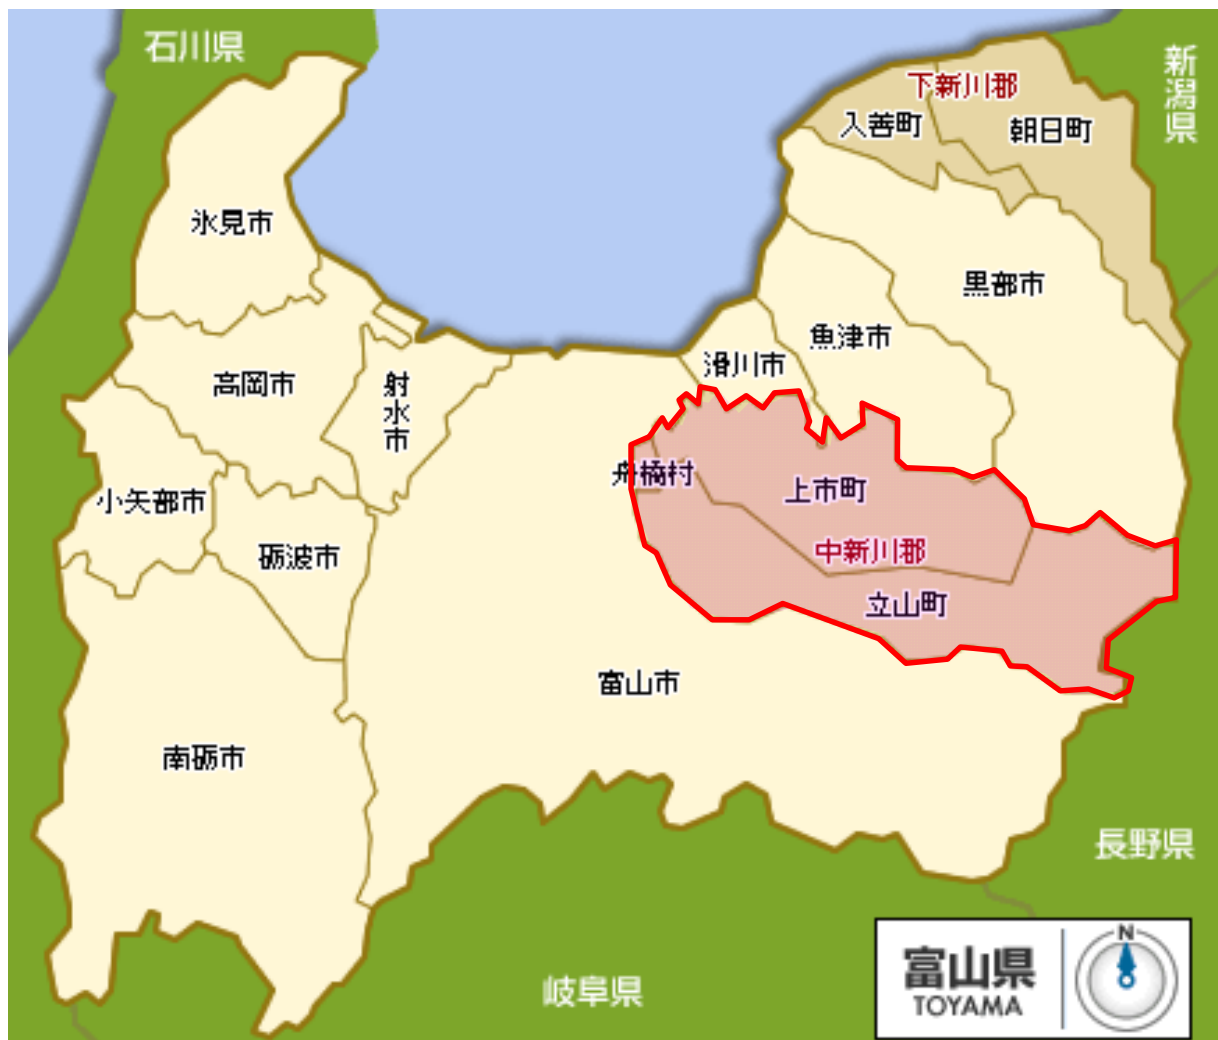 石川県
新潟県
下新川郡
入善町
朝日町
氷見市
黒部市
魚津市
滑川市
高岡市
射水市
舟橋村
上市町
小矢部市
砺波市
中新川郡
立山町
富山市
南砺市
長野県
岐阜県
富山県
TOYAMA
N